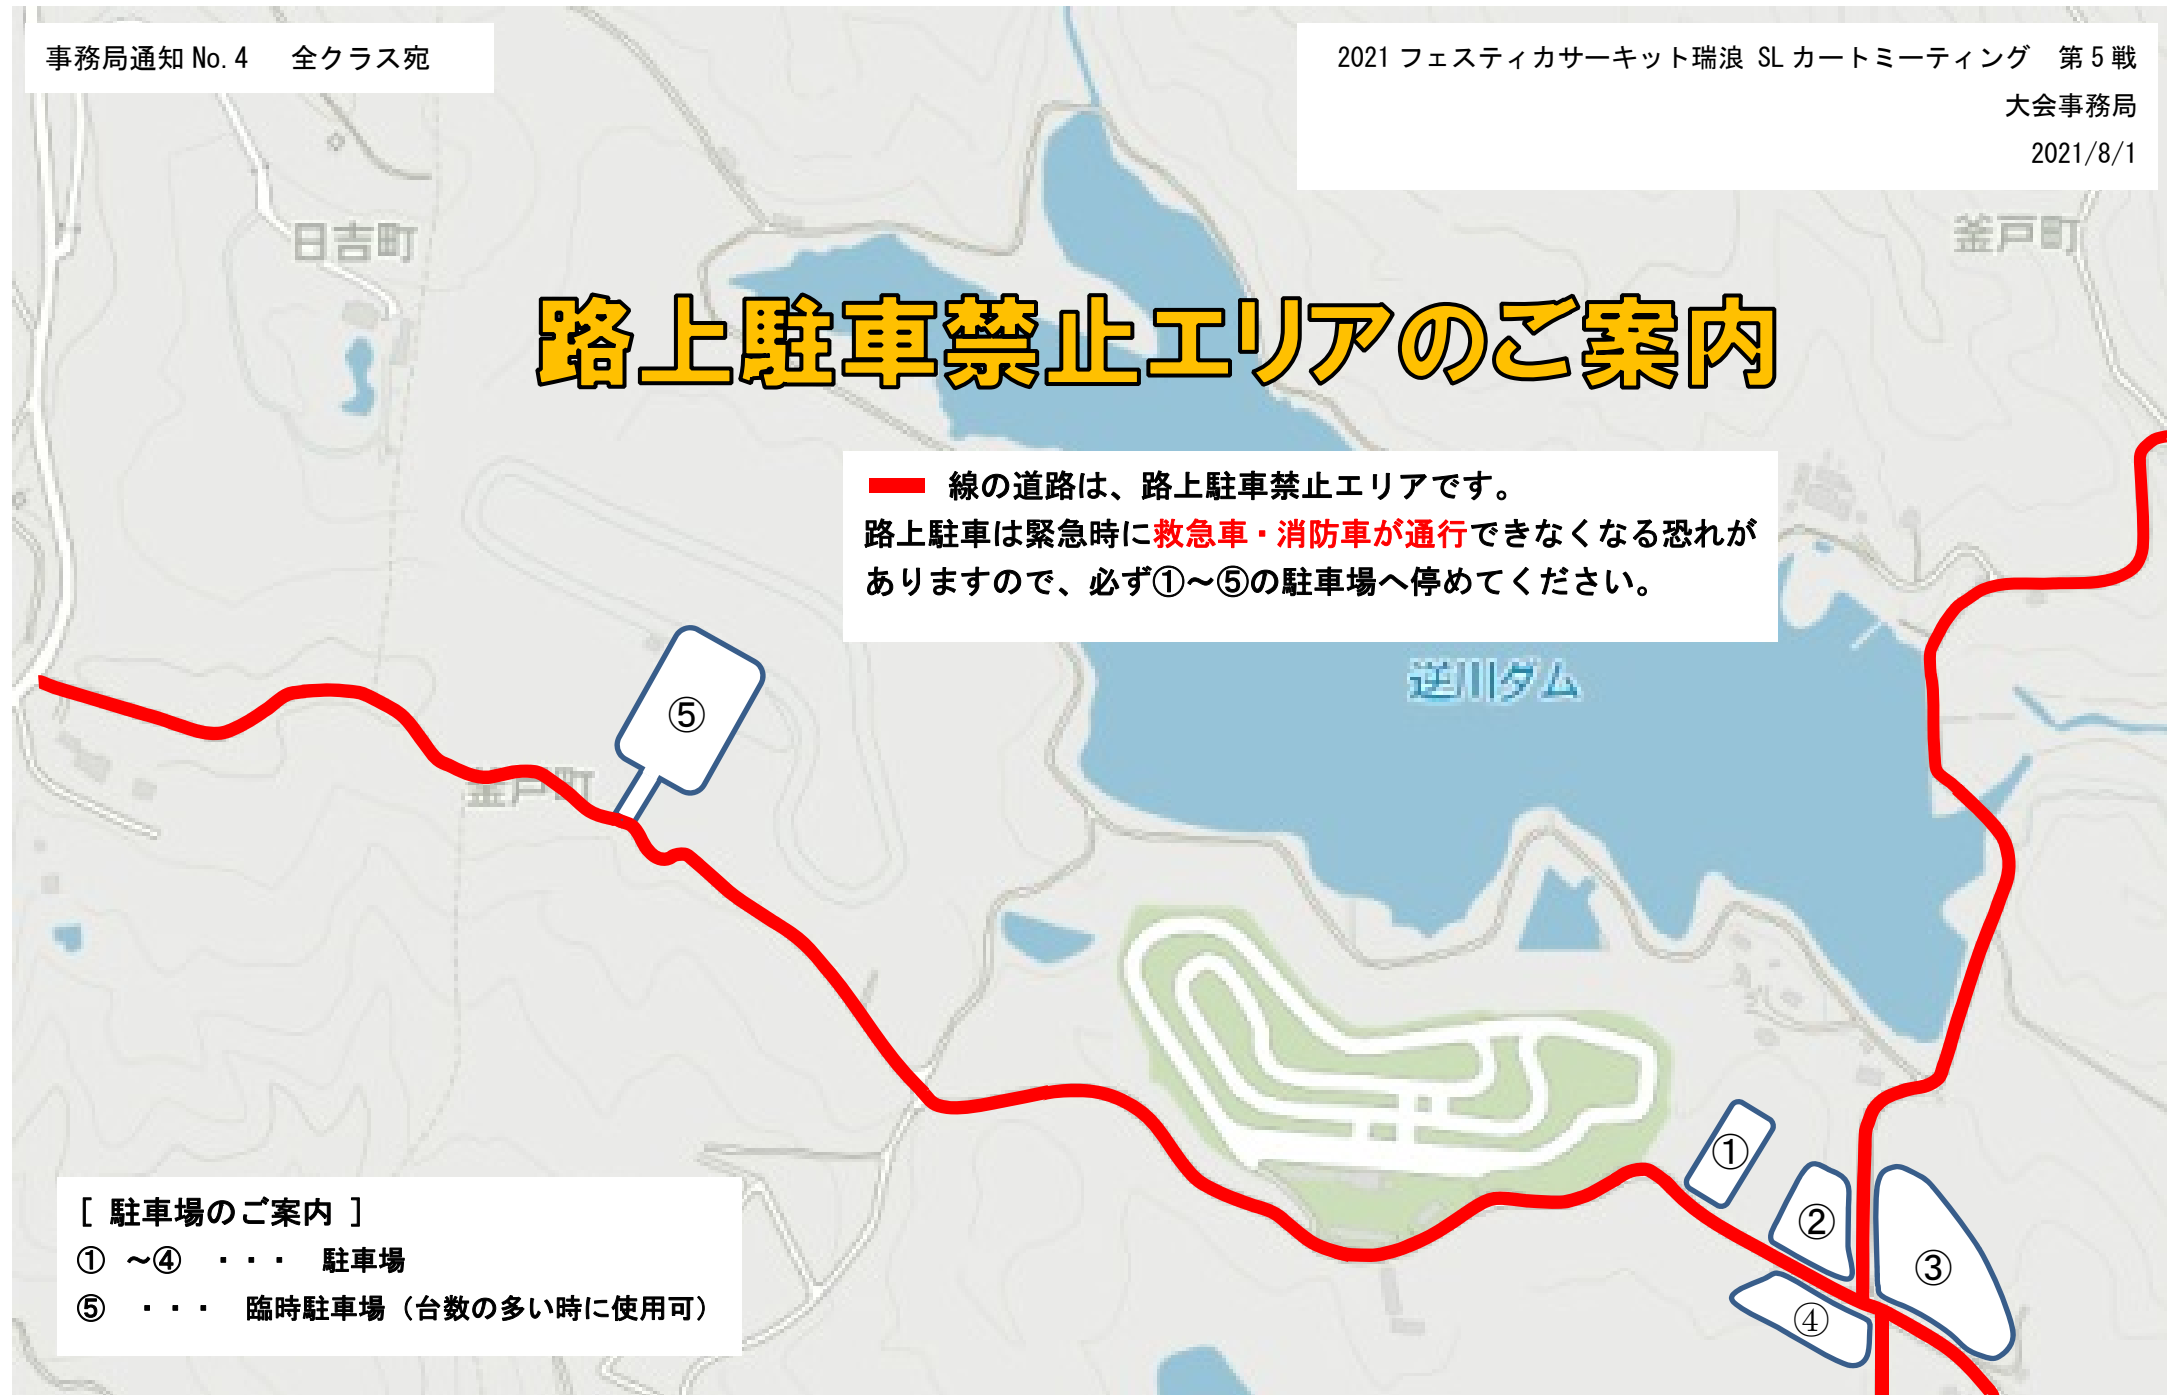 事務局通知 No. 4　全クラス宛
2021 フェスティカサーキット瑞浪 SL カートミーティング　第 5 戦
大会事務局
2021/8/1
日吉町
釜戸町
路上駐車禁止エリアのご案内
線の道路は、路上駐車禁止エリアです。
路上駐車は緊急時に救急車・消防車が通行できなくなる恐れが
ありますので、必ず①～⑤の駐車場へ停めてください。
逆川ダム
⑤
釜戸町
①
②
③
④
[ 駐車場のご案内 ]
① ～④ ・・・ 駐車場
⑤ ・・・ 臨時駐車場（台数の多い時に使用可）